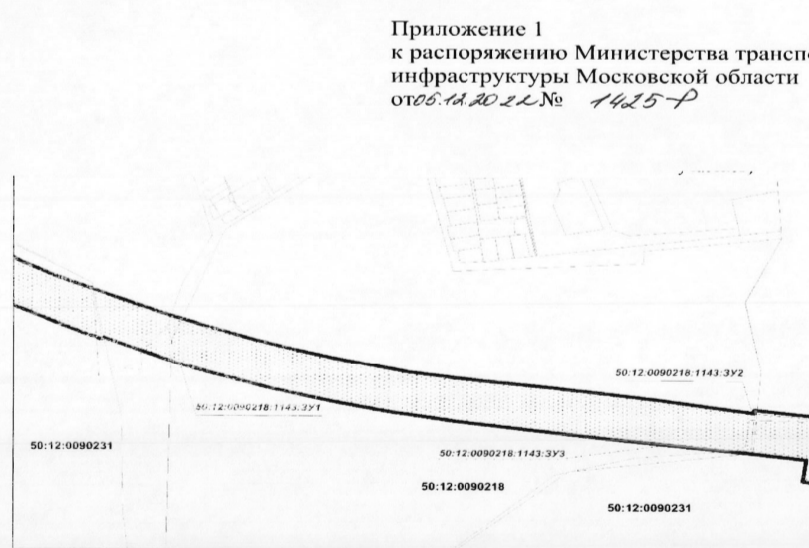 Приложение 1
к распоряжению Министерства трансп
инфраструктуры Московской области
от 05.12.2022 № 1425-Р
50:12:0090218:1143:ЗУ2
50:12:0090218:1143:ЗУ1
50:12:0090231
50:12:0090218:1143:ЗУ3
50:12:0090218
50:12:0090231